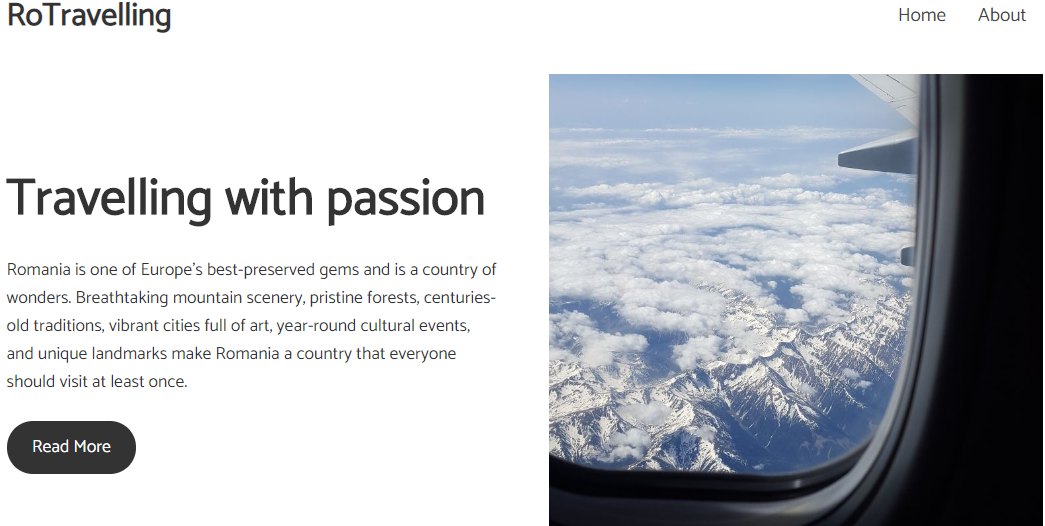 RoTravelling
Home About
Travelling with passion
Romania is one of Europe’s best-preserved gems and is a country of
wonders. Breathtaking mountain scenery, pristine forests, centuries-
old traditions, vibrant cities full of art, year-round cultural events,
and unique landmarks make Romania a country that everyone
should visit at least once.
Read More